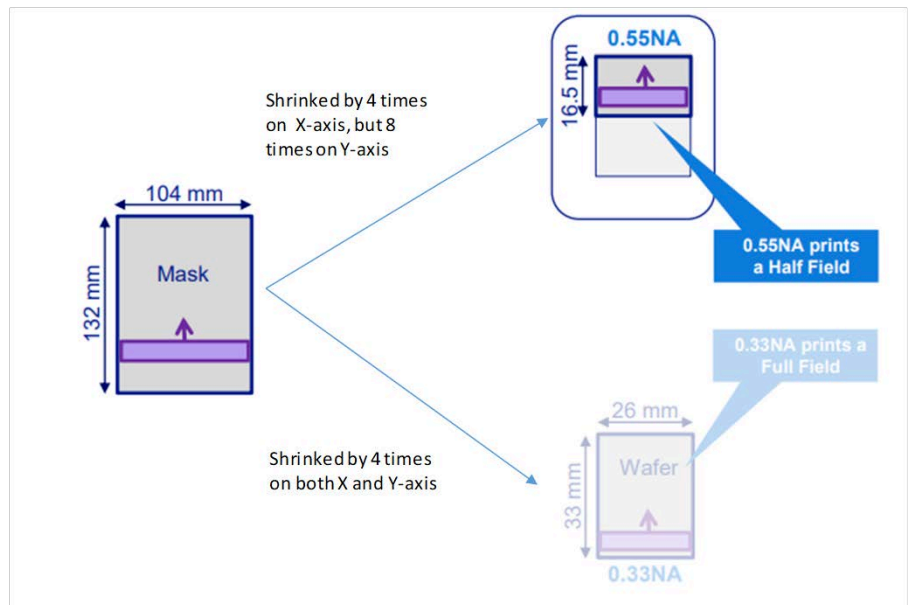 0.55NA
16.5 mm
Shrinked by 4 times
on X-axis, but 8
times on Y-axis
104 mm
132 mm
Mask
0.55NA prints
a Half Field
0.33NA prints a
Full Field
26 mm
33 mm
Wafer
Shrinked by 4 times
on both X and Y-axis
0.33NA